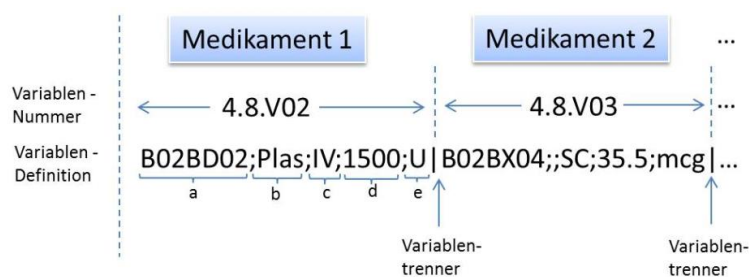 Medikament 1 Medikament 2 ...
Variablen - Nummer 4.8.V02 4.8.V03 ...
Variablen - Definition B02BD02;Plas;IV;1500;U|B02BX04;;SC;35.5;mcg|...
a b c d e
Variablen- Variablen-
trenner trenner